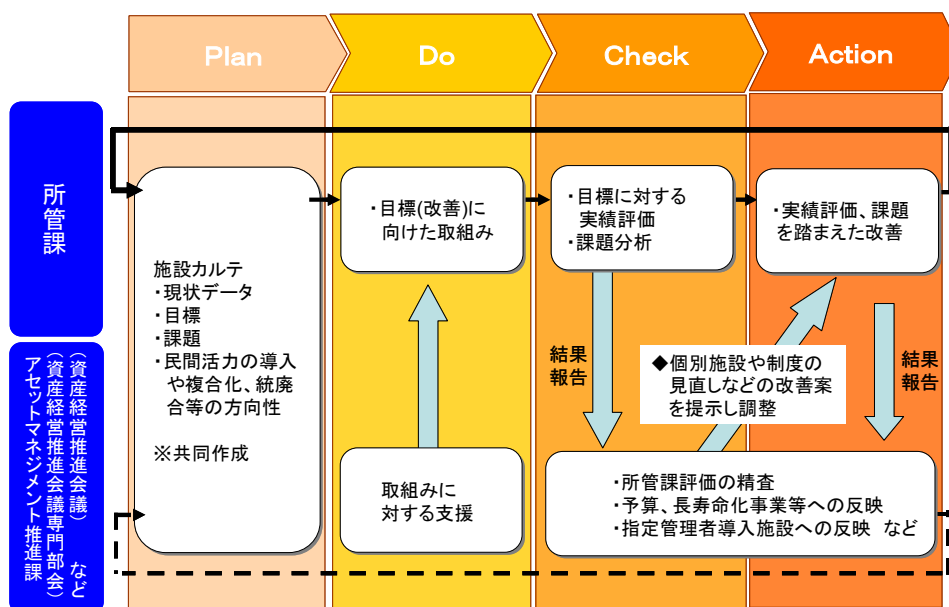 Plan
Do
Check
Action
所管課
施設カルテ
・現状データ
・目標
・課題
・民間活力の導入
や複合化、統廃
合等の方向性
※共同作成
・目標(改善)に
向けた取組み
・目標に対する
実績評価
・課題分析
・実績評価、課題
を踏まえた改善
結果
報告
◆個別施設や制度の
見直しなどの改善案
を提示し調整
結果
報告
アセットマネジメント推進課
(資産経営推進会議専門部会)
(資産経営推進会議) など
取組みに
対する支援
・所管課評価の精査
・予算、長寿命化事業等への反映
・指定管理者導入施設への反映 など